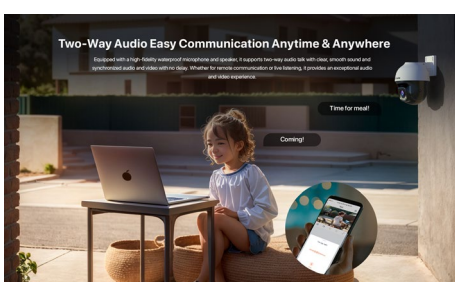 Two-Way Audio Easy Communication Anytime & Anywhere
Equipped with a high-fidelity waterproof microphone and speaker, it supports two-way audio talk with clear, smooth sound and
synchronized audio and video with no delay. Whether for remote communication or live listening, it provides an exceptional audio
and video experience.
Time for meal!
Coming!